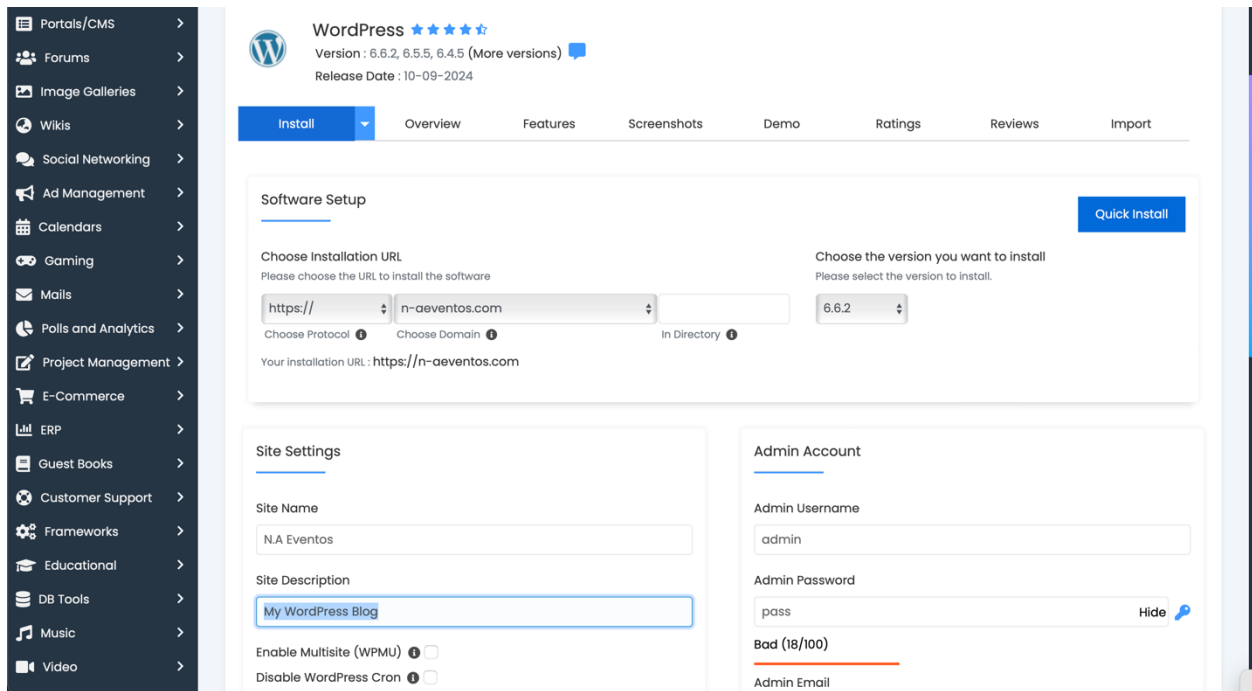 Portals/CMS
Forums
Image Galleries
Wikis
Social Networking
Ad Management
Calendars
Gaming
Mails
Polls and Analytics
Project Management
E-Commerce
ERP
Guest Books
Customer Support
Frameworks
Educational
DB Tools
Music
Video
WordPress
Version : 6.6.2, 6.5.5, 6.4.5 (More versions)
Release Date : 10-09-2024
Install Overview Features Screenshots Demo Ratings Reviews Import
Software Setup
Quick Install
Choose Installation URL
Please choose the URL to install the software
https:// n-aeventos.com
Choose Protocol Choose Domain In Directory
Your installation URL : https://n-aeventos.com
Choose the version you want to install
Please select the version to install.
6.6.2
Site Settings
Site Name
N.A Eventos
Site Description
My WordPress Blog
Enable Multisite (WPMU)
Disable WordPress Cron
Admin Account
Admin Username
admin
Admin Password
pass Hide
Bad (18/100)
Admin Email